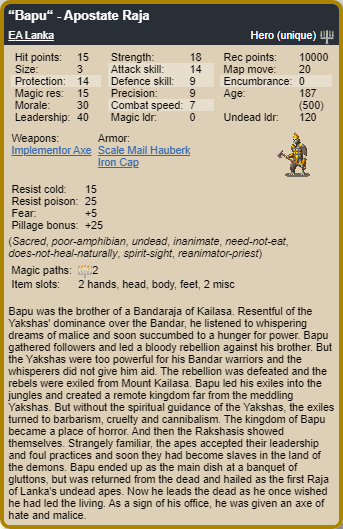 “Bapu“ - Apostate Raja
EA Lanka Hero (unique)
Hit points: 15 Strength: 18 Rec points: 10000
Size: 3 Attack skill: 14 Map move: 20
Protection: 14 Defence skill: 9 Encumbrance: 0
Magic res: 15 Precision: 9 Age: 187
Morale: 30 Combat speed: 7 (500)
Leadership: 40 Magic ldr: 0 Undead ldr: 120
Weapons: Armor:
Implementor Axe Scale Mail Hauberk
Iron Cap
Resist cold: 15
Resist poison: 25
Fear: +5
Pillage bonus: +25
(Sacred, poor-amphibian, undead, inanimate, need-not-eat,
does-not-heal-naturally, spirit-sight, reanimator-priest)
Magic paths: 2
Item slots: 2 hands, head, body, feet, 2 misc
Bapu was the brother of a Bandaraja of Kailasa. Resentful of the
Yakshas' dominance over the Bandar, he listened to whispering
dreams of malice and soon succumbed to a hunger for power. Bapu
gathered followers and led a bloody rebellion against his brother. But
the Yakshas were too powerful for his Bandar warriors and the
whisperers did not give him aid. The rebellion was defeated and the
rebels were exiled from Mount Kailasa. Bapu led his exiles into the
jungles and created a remote kingdom far from the meddling
Yakshas. But without the spiritual guidance of the Yakshas, the exiles
turned to barbarism, cruelty and cannibalism. The kingdom of Bapu
became a place of horror. And then the Rakshasis showed
themselves. Strangely familiar, the apes accepted their leadership
and foul practices and soon they had become slaves in the land of
the demons. Bapu ended up as the main dish at a banquet of
gluttons, but was returned from the dead and hailed as the first Raja
of Lanka's undead apes. Now he leads the dead as he once wished
he had led the living. As a sign of his office, he was given an axe of
hate and malice.